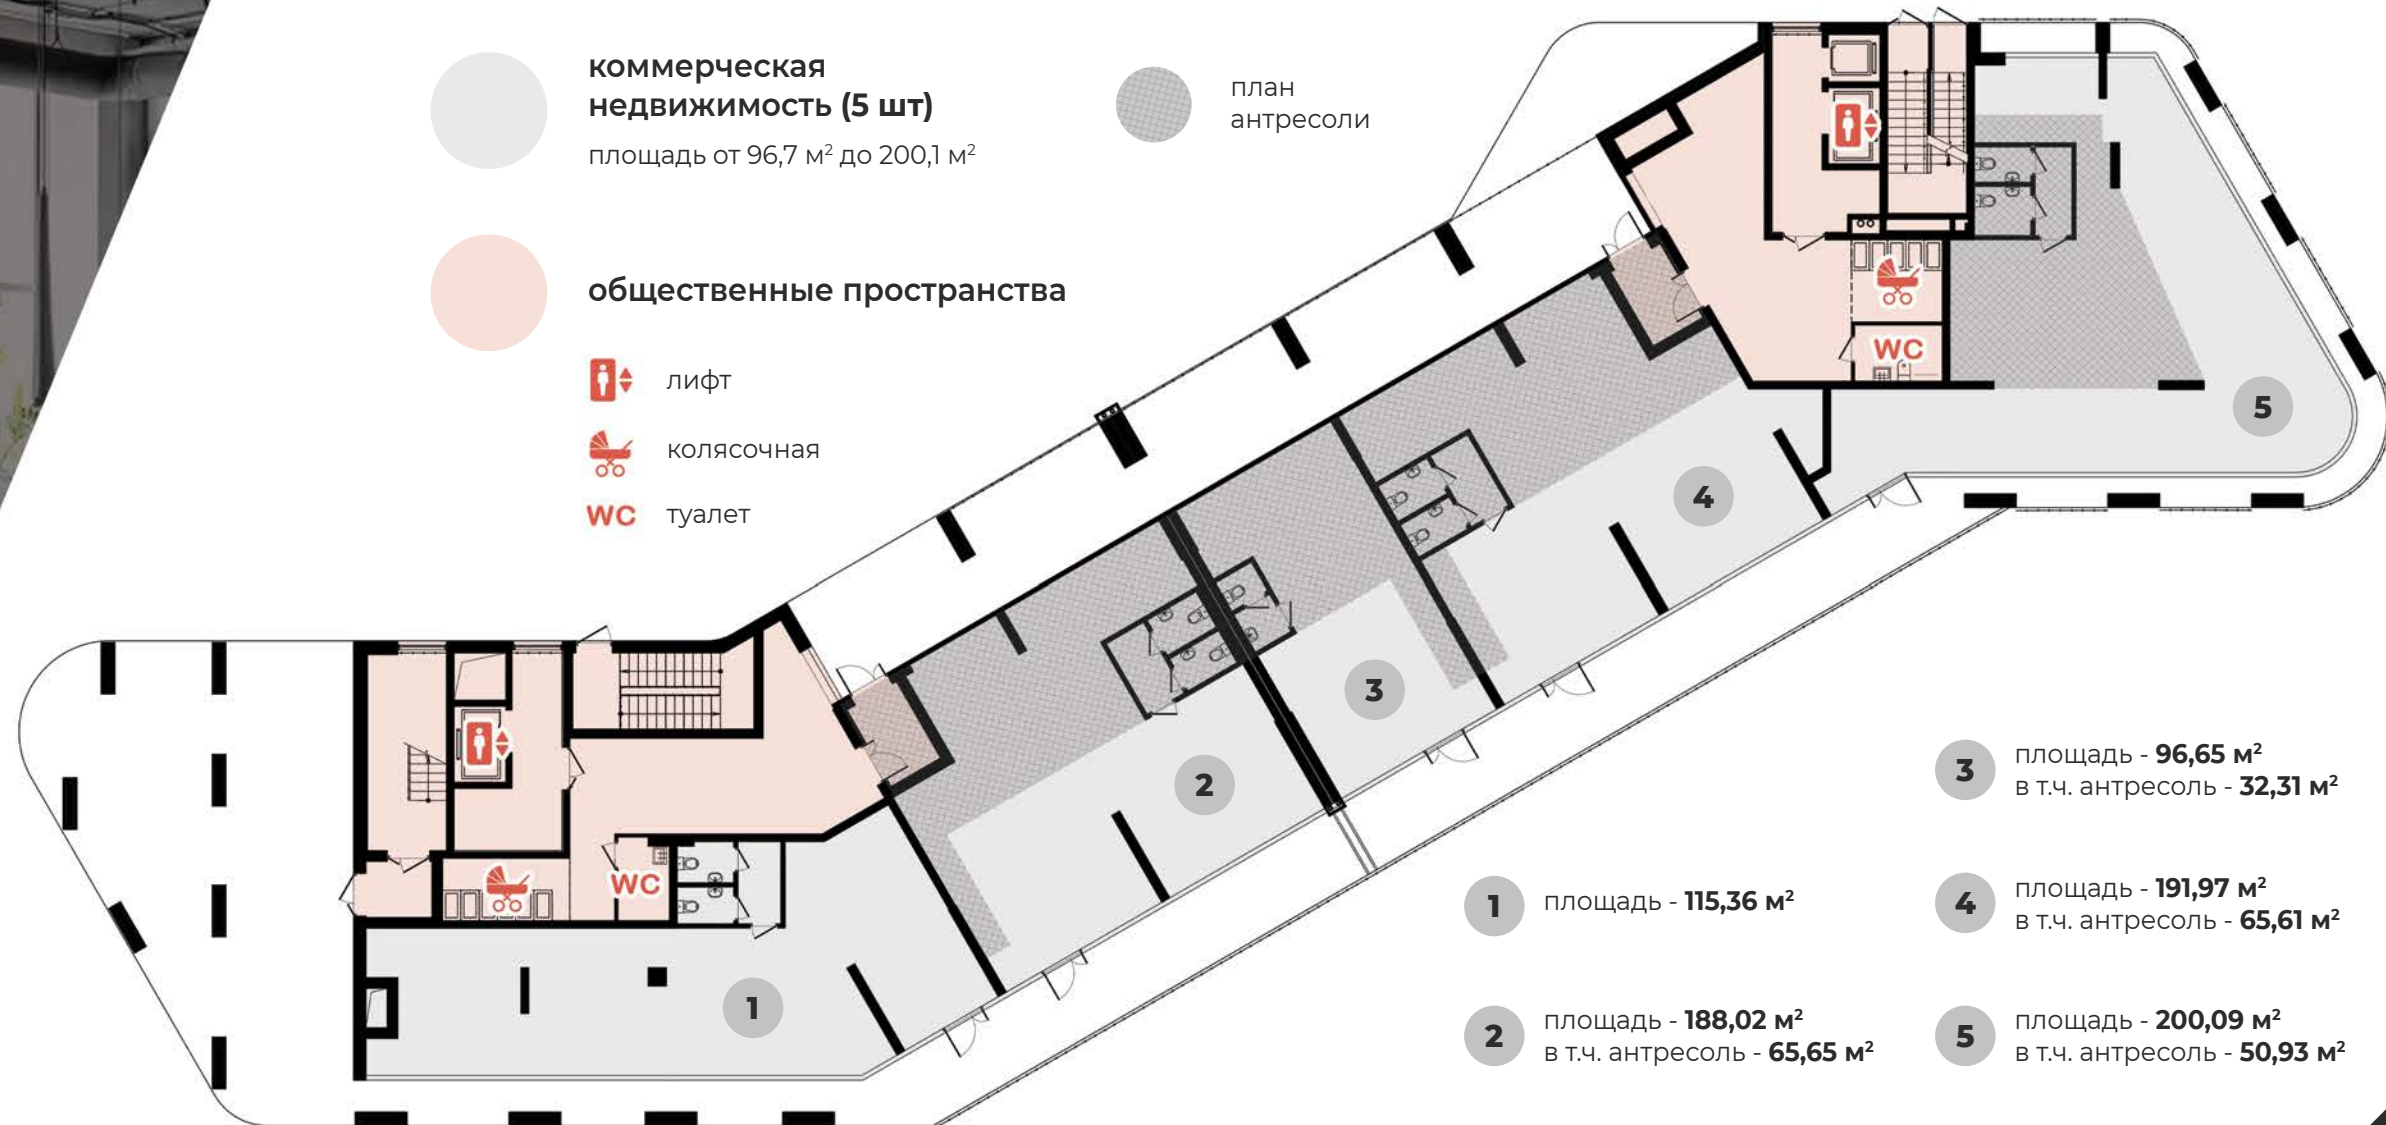 коммерческая
недвижимость (5 шт)
площадь от 96,7 м² до 200,1 м²
план
антресоли
общественные пространства
лифт
колясочная
WC туалет
WC
5
4
3
2
WC
1
3 площадь - 96,65 м²
в т.ч. антресоль - 32,31 м²
1 площадь - 115,36 м²
4 площадь - 191,97 м²
в т.ч. антресоль - 65,61 м²
2 площадь - 188,02 м²
в т.ч. антресоль - 65,65 м²
5 площадь - 200,09 м²
в т.ч. антресоль - 50,93 м²